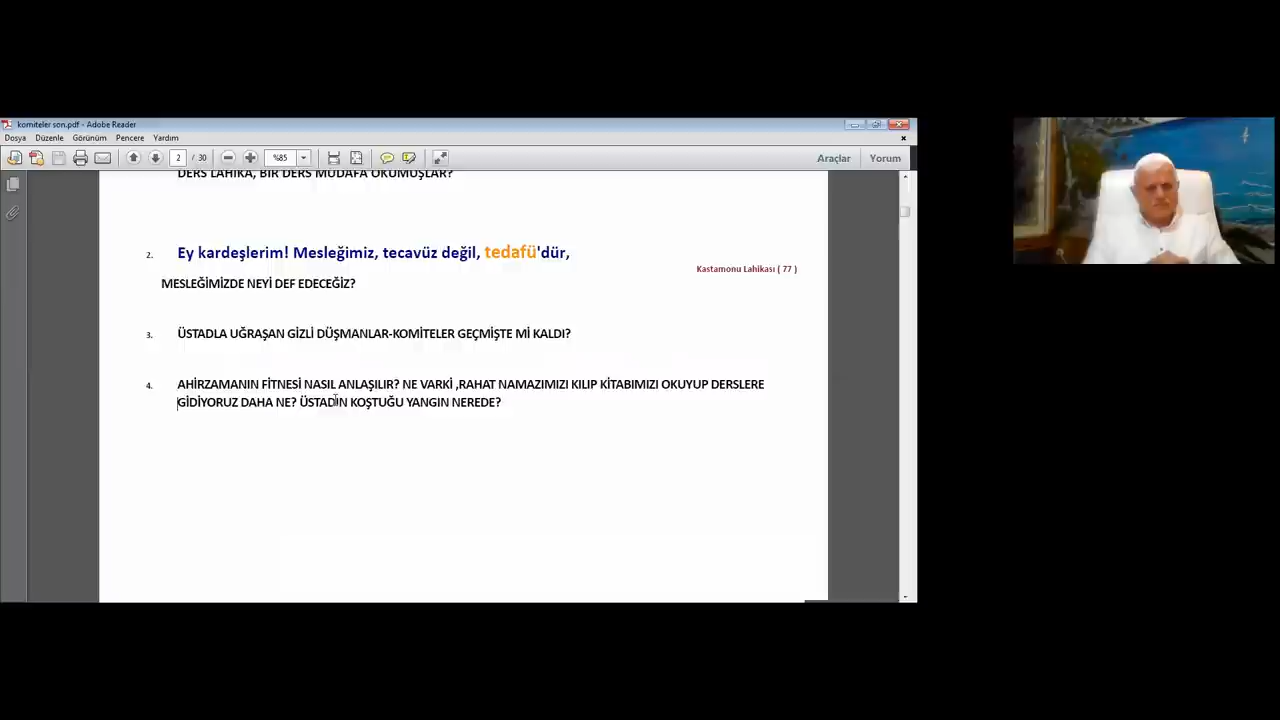 komiteler son.pdf - Adobe Reader
Dosya Düzenle Görünüm Pencere Yardım
2 / 30 %85 Araçlar Yorum
DERS LAHİKA, BİR DERS MÜDAFA OKUMUŞLAR?
2. Ey kardeşlerim! Mesleğimiz, tecavüz değil, tedafü'dür,
Kastamonu Lahikası ( 77 )
MESLEĞİMİZDE NEYİ DEF EDECEĞİZ?
3. ÜSTADLA UĞRAŞAN GİZLİ DÜŞMANLAR-KOMİTELER GEÇMİŞTE Mİ KALDI?
4. AHİRZAMANIN FİTNESİ NASIL ANLAŞILIR? NE VARKİ ,RAHAT NAMAZIMIZI KILIP KİTABIMIZI OKUYUP DERSLERE
GİDİYORUZ DAHA NE? ÜSTADIN KOŞTUĞU YANGIN NEREDE?